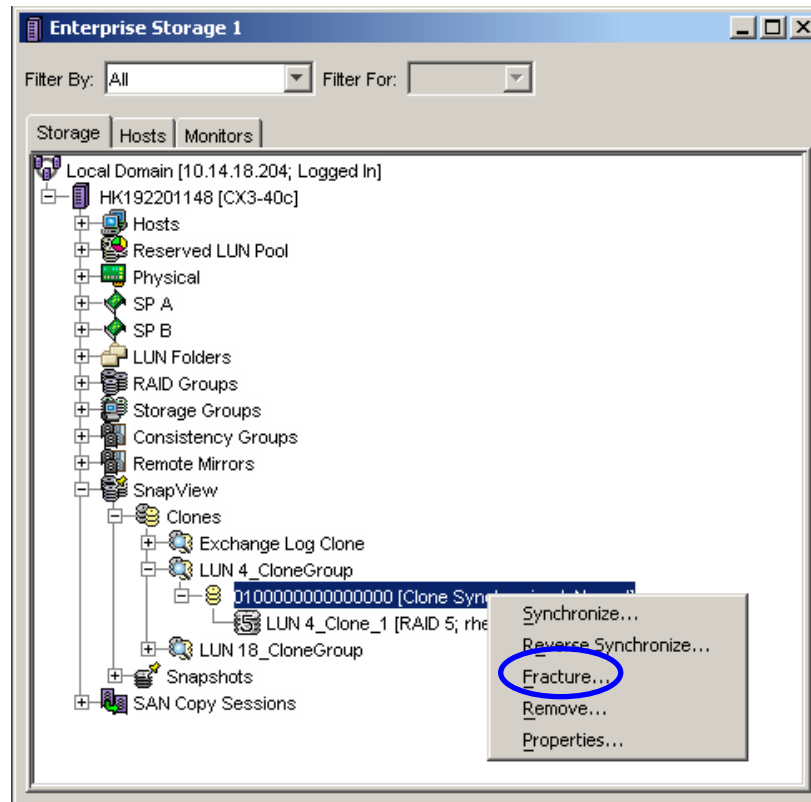 Enterprise Storage 1
Filter By: All Filter For:
Storage Hosts Monitors
Local Domain [10.14.18.204; Logged In]
HK192201148 [CX3-40c]
Hosts
Reserved LUN Pool
Physical
SP A
SP B
LUN Folders
RAID Groups
Storage Groups
Consistency Groups
Remote Mirrors
SnapView
Clones
Exchange Log Clone
LUN 4_CloneGroup
0100000000000000 [Clone
LUN 4_Clone_1 [RAID 5;
LUN 18_CloneGroup
Snapshots
SAN Copy Sessions
Synchronize...
Reverse Synchronize...
Fracture...
Remove...
Properties...